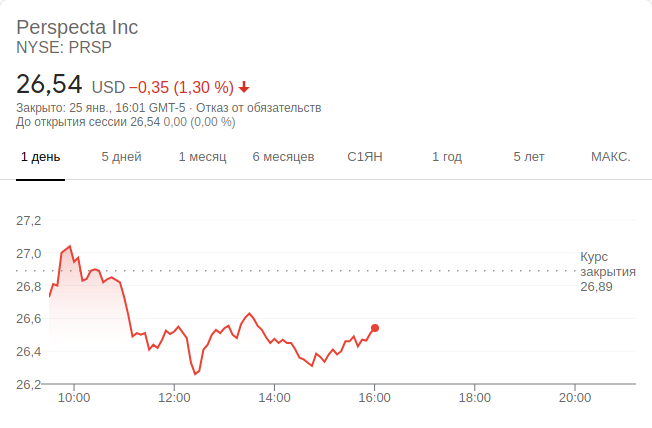 Perspecta Inc
NYSE: PRSP
26,54 USD −0,35 (1,30 %)
Закрыто: 25 янв., 16:01 GMT-5 · Отказ от обязательств
До открытия сессии 26,54 0,00 (0,00 %)
1 день 5 дней 1 месяц 6 месяцев С1ЯН 1 год 5 лет МАКС.
27,2
27,0
26,8
26,6
26,4
26,2
Курс
закрытия
26,89
10:00 12:00 14:00 16:00 18:00 20:00